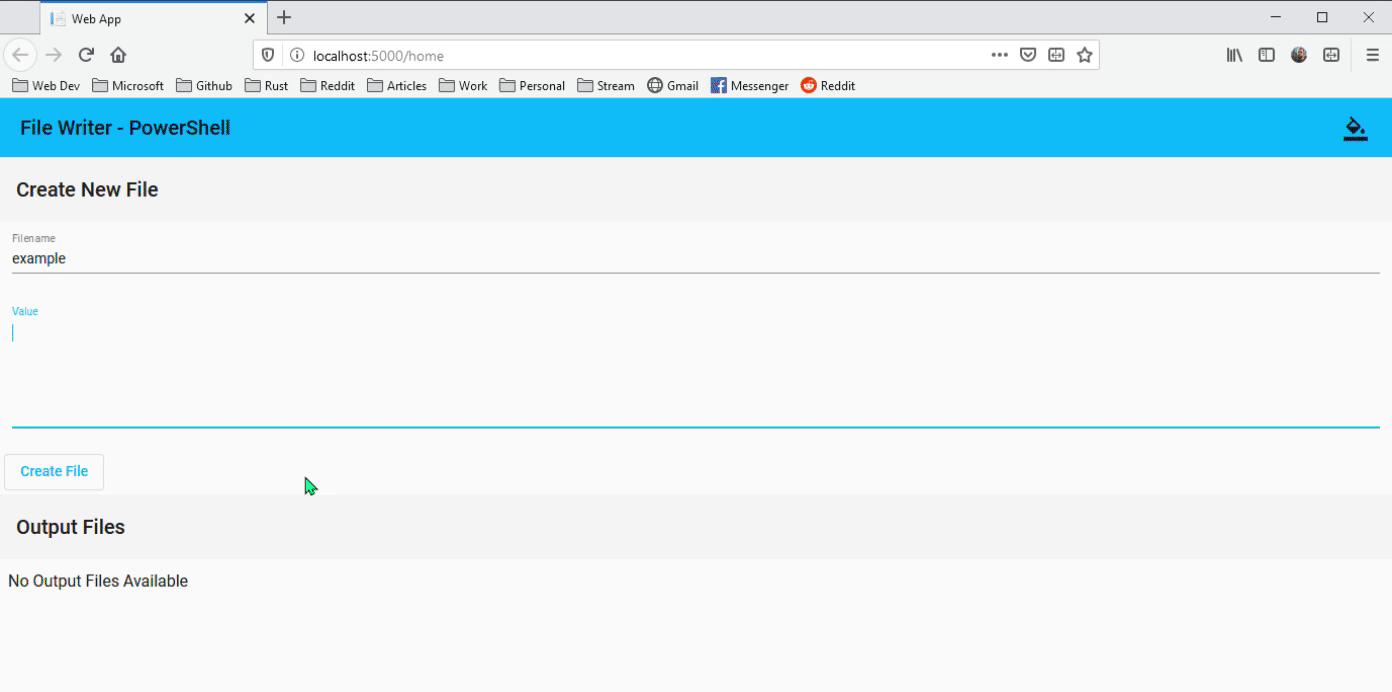 Web App
localhost:5000/home
Web Dev Microsoft Github Rust Reddit Articles Work Personal Stream Gmail Messenger Reddit
File Writer - PowerShell
Create New File
Filename
example
Value
Create File
Output Files
No Output Files Available